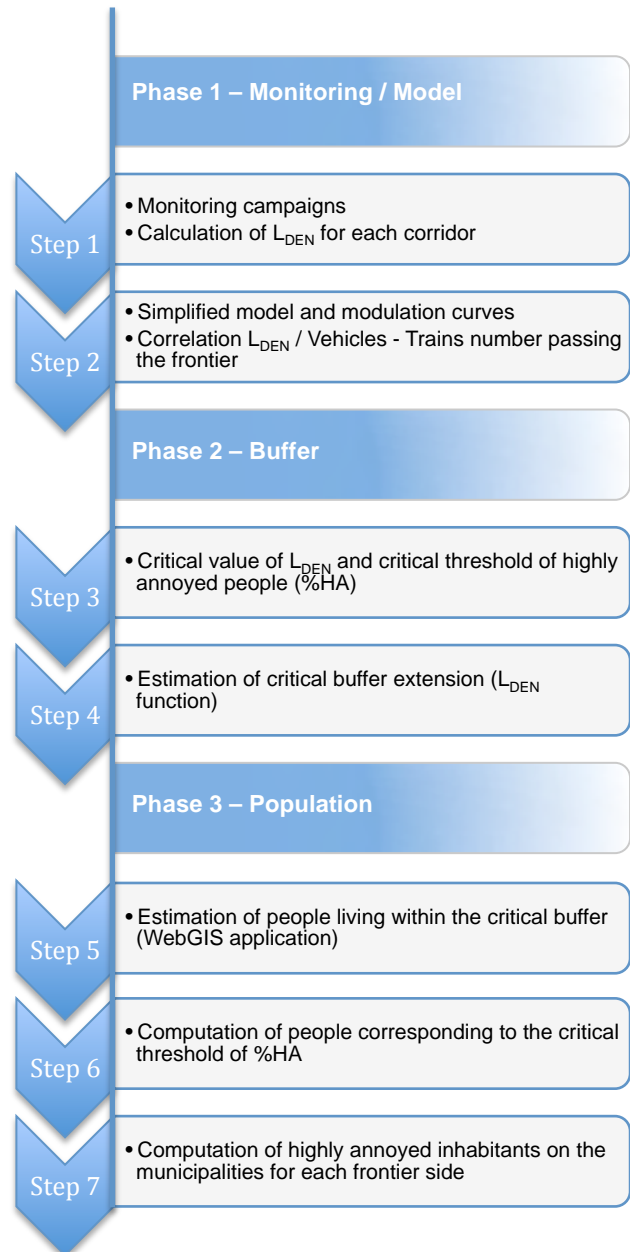 Phase 1 – Monitoring / Model
Step 1
• Monitoring campaigns
• Calculation of L_DEN for each corridor
Step 2
• Simplified model and modulation curves
• Correlation L_DEN / Vehicles - Trains number passing
the frontier
Phase 2 – Buffer
Step 3
• Critical value of L_DEN and critical threshold of highly
annoyed people (%HA)
Step 4
• Estimation of critical buffer extension (L_DEN
function)
Phase 3 – Population
Step 5
• Estimation of people living within the critical buffer
(WebGIS application)
Step 6
• Computation of people corresponding to the critical
threshold of %HA
Step 7
• Computation of highly annoyed inhabitants on the
municipalities for each frontier side